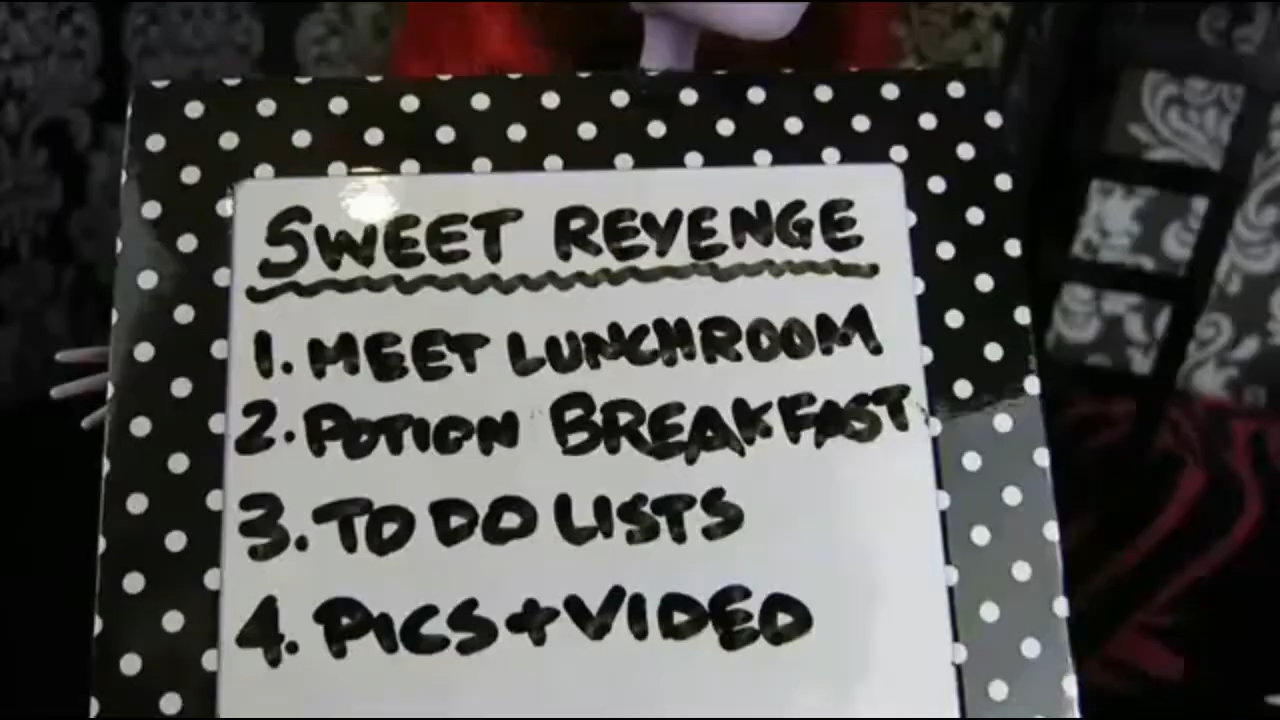 SWEET REVENGE
1. MEET LUNCHROOM
2. POTION BREAKFAST
3. TO DO LISTS
4. PICS+VIDEO